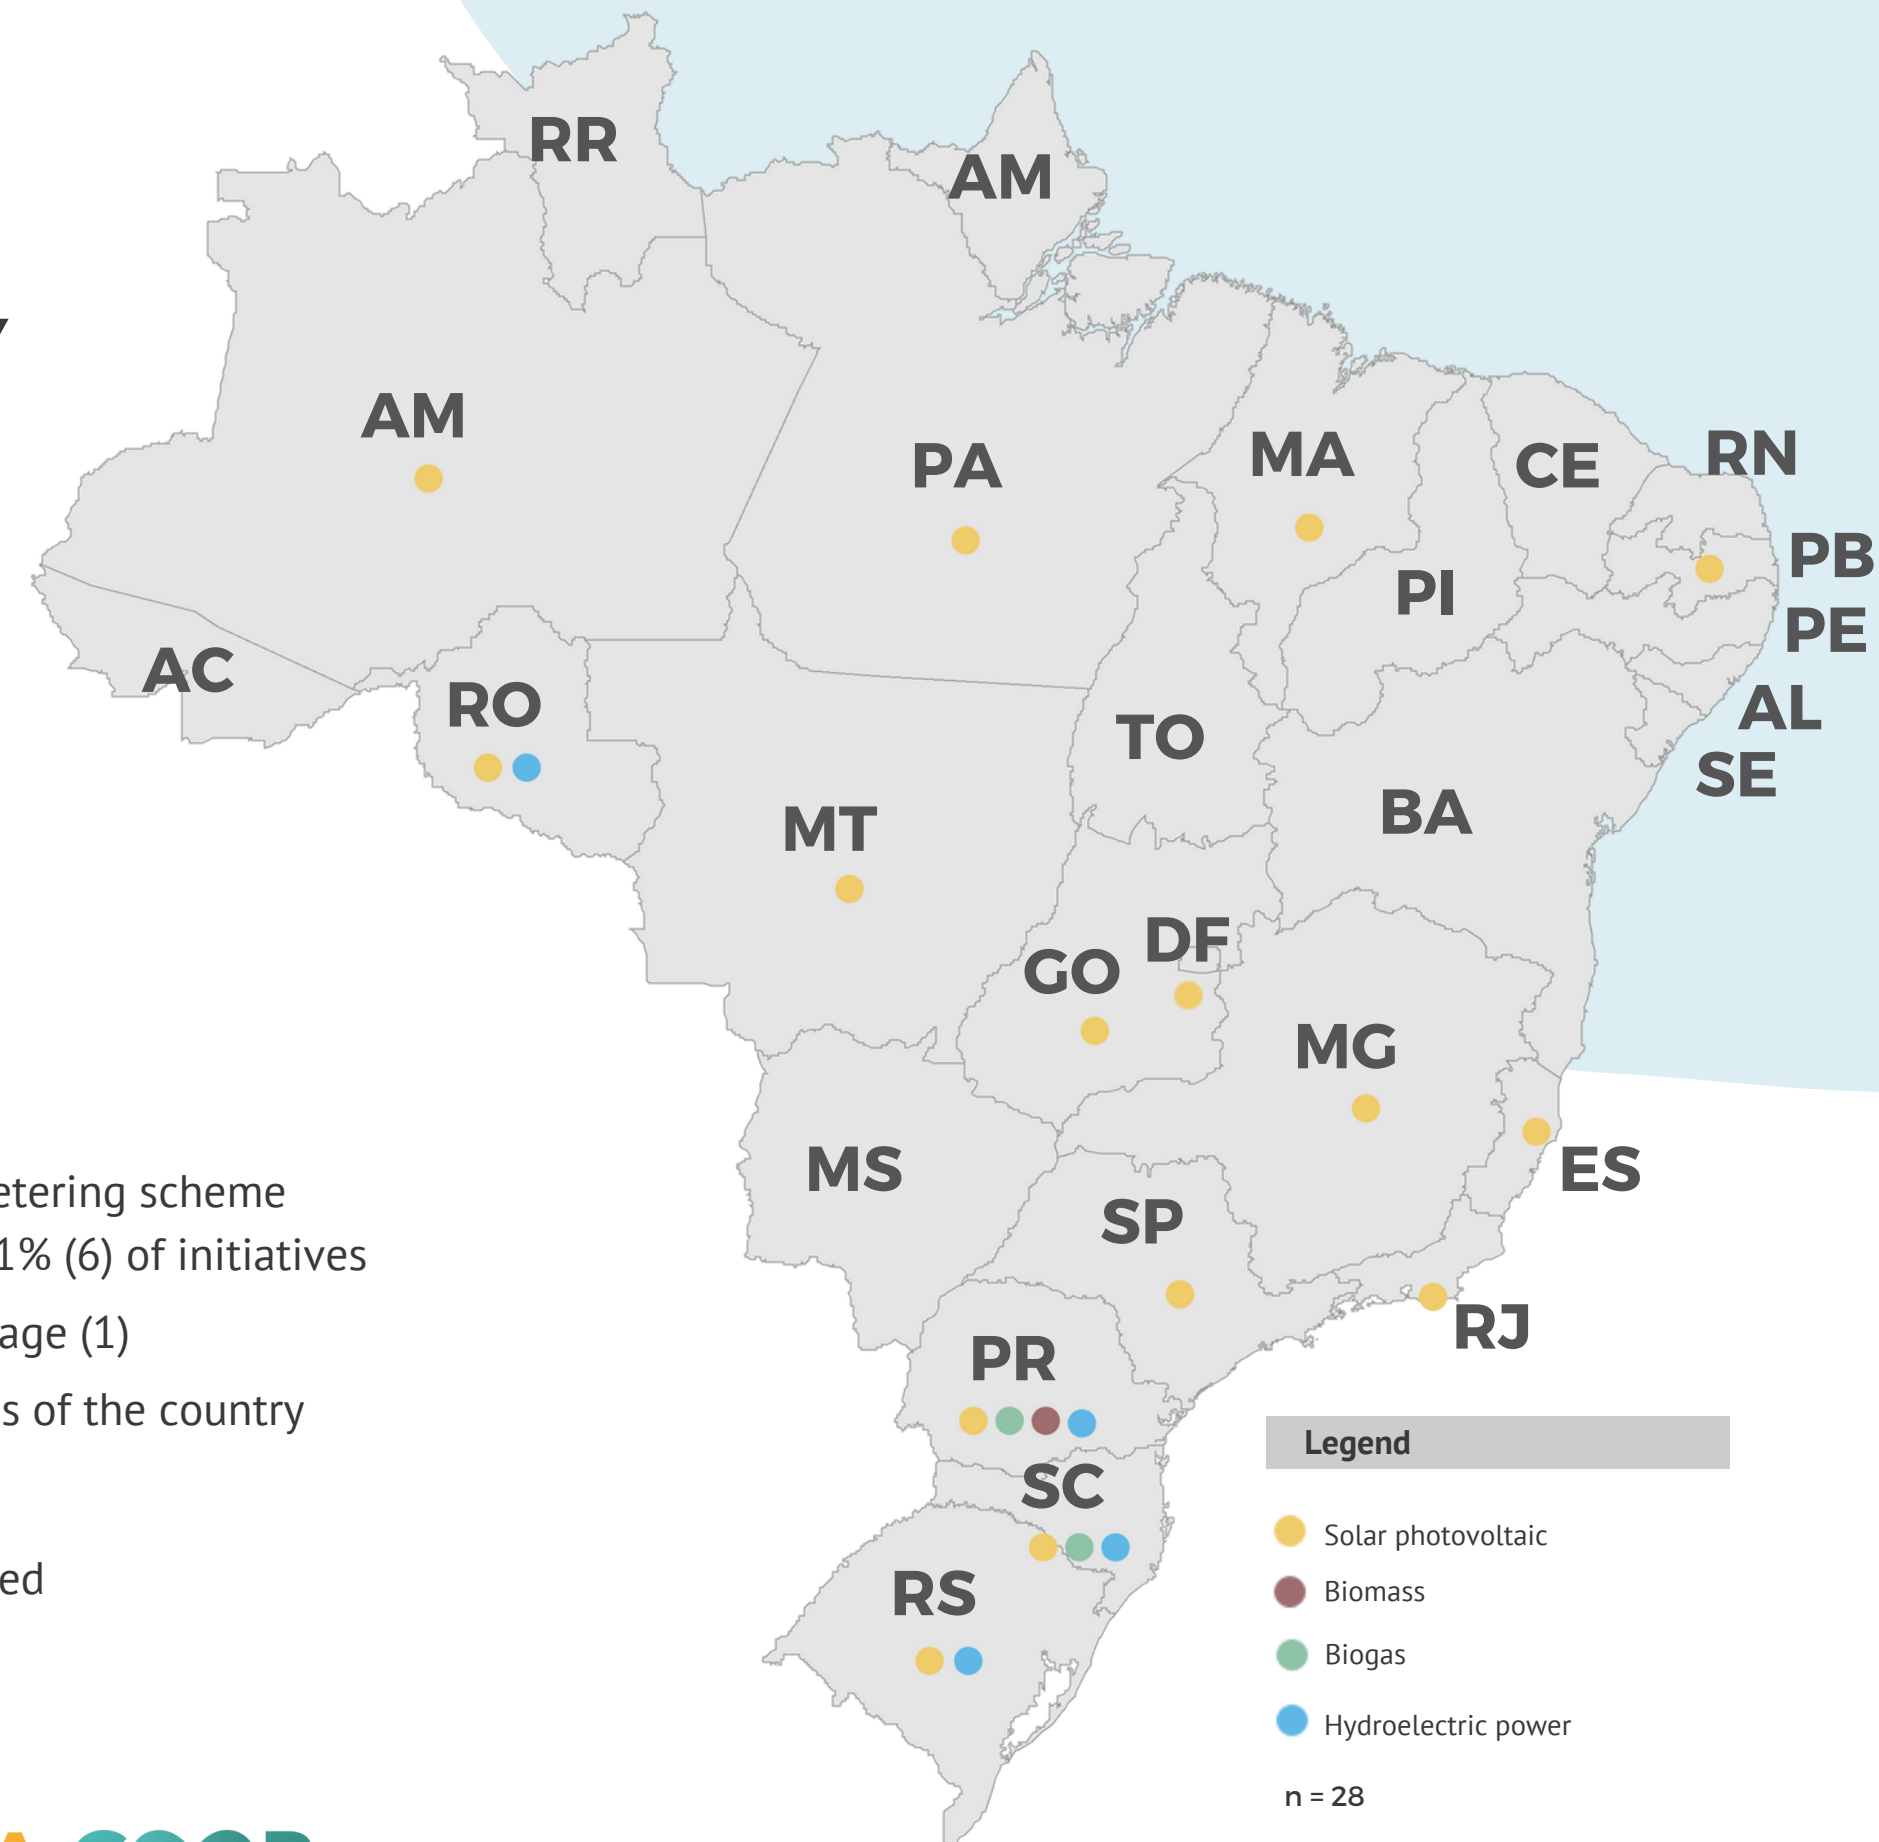 RR
AM
AM
PA
MA
CE
RN
PI
PB
PE
AC
RO
TO
AL
SE
MT
BA
DF
GO
MG
MS
ES
SP
RJ
PR
SC
RS
etering scheme
1% (6) of initiatives
age (1)
s of the country
ed
Legend
Solar photovoltaic
Biomass
Biogas
Hydroelectric power
n = 28